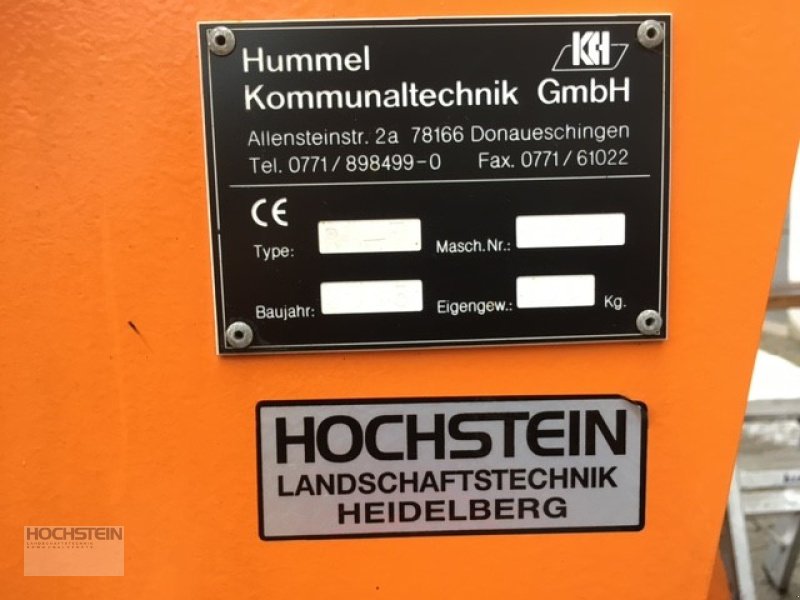 Hummel
Kommunaltechnik GmbH
Allensteinstr. 2a 78166 Donaueschingen
Tel. 0771/898499-0 Fax. 0771/61022
CE
Type: Masch.Nr.:
Baujahr: Eigengew.: Kg.
HOCHSTEIN
LANDSCHAFTSTECHNIK
HEIDELBERG
HOCHSTEIN
LANDSCHAFTSTECHNIK